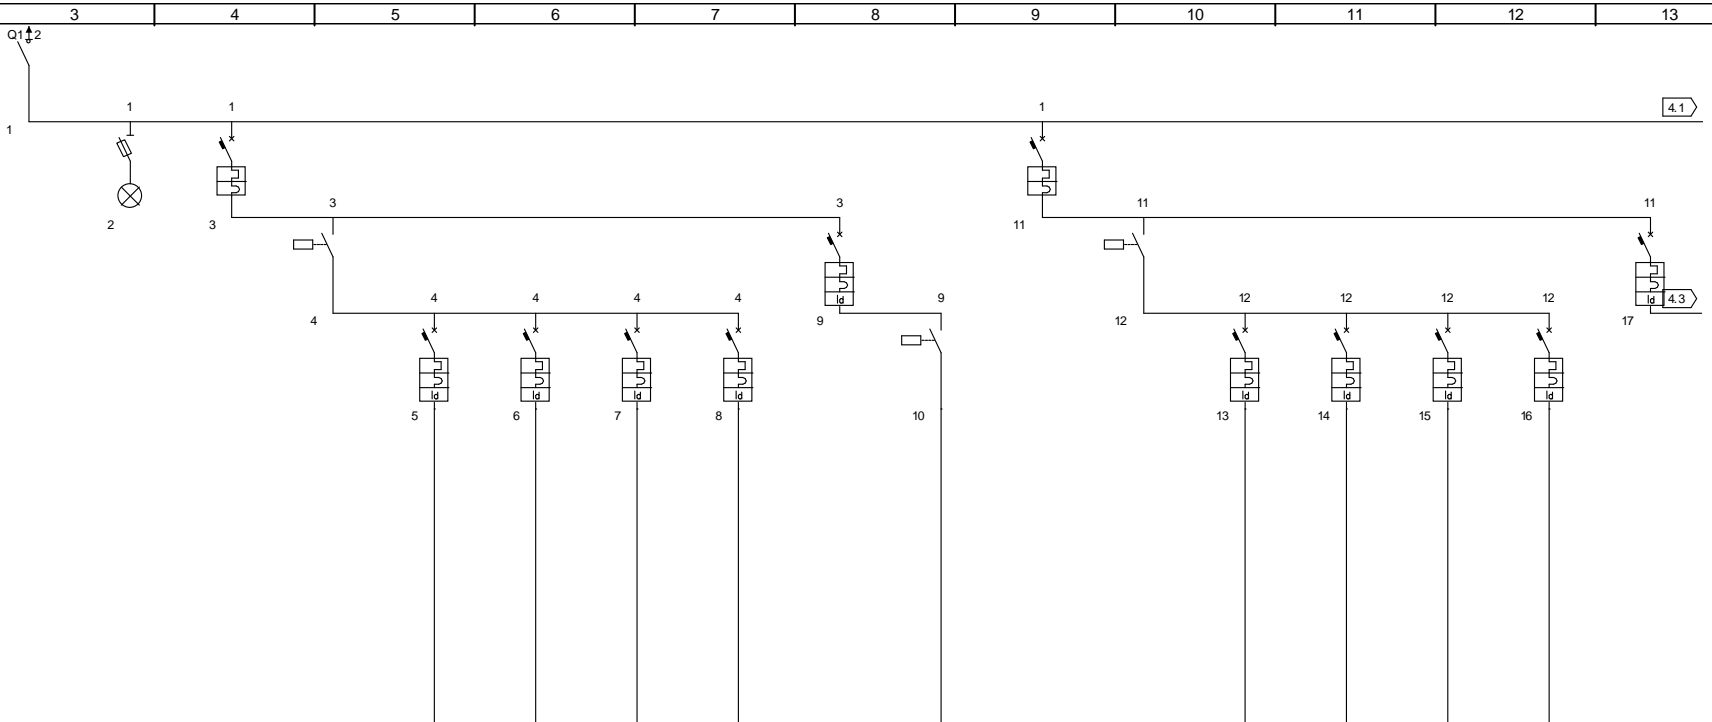 3 4 5 6 7 8 9 10 11 12 13
Q1 2
1 1 1 4.1
1
3 3 11 11
2 3 11
4 4 4 4 9 12 12 12 12 Id 4.3
Id
4 9 12 17
Id Id Id Id Id Id Id Id
5 6 7 8 10 13 14 15 16